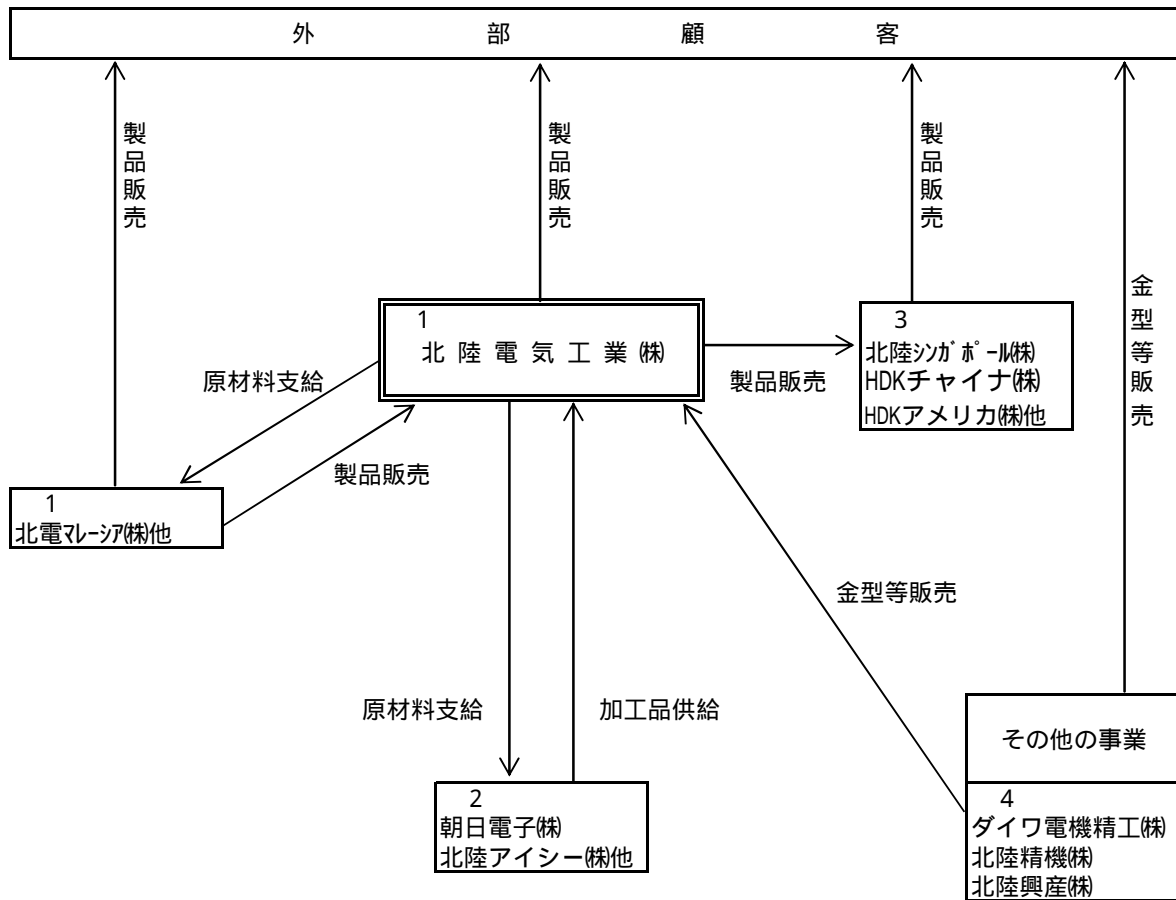 外部顧客
製品販売
製品販売
製品販売
金型等販売
1
北陸電気工業㈱
3
北陸ｼﾝｶﾞﾎﾟｰﾙ㈱
HDKチャイナ㈱
HDKアメリカ㈱他
原材料支給
製品販売
製品販売
1
北電ﾏﾚｰｼｱ㈱他
金型等販売
原材料支給
加工品供給
その他の事業
2
朝日電子㈱
北陸アイシー㈱他
4
ダイワ電機精工㈱
北陸精機㈱
北陸興産㈱